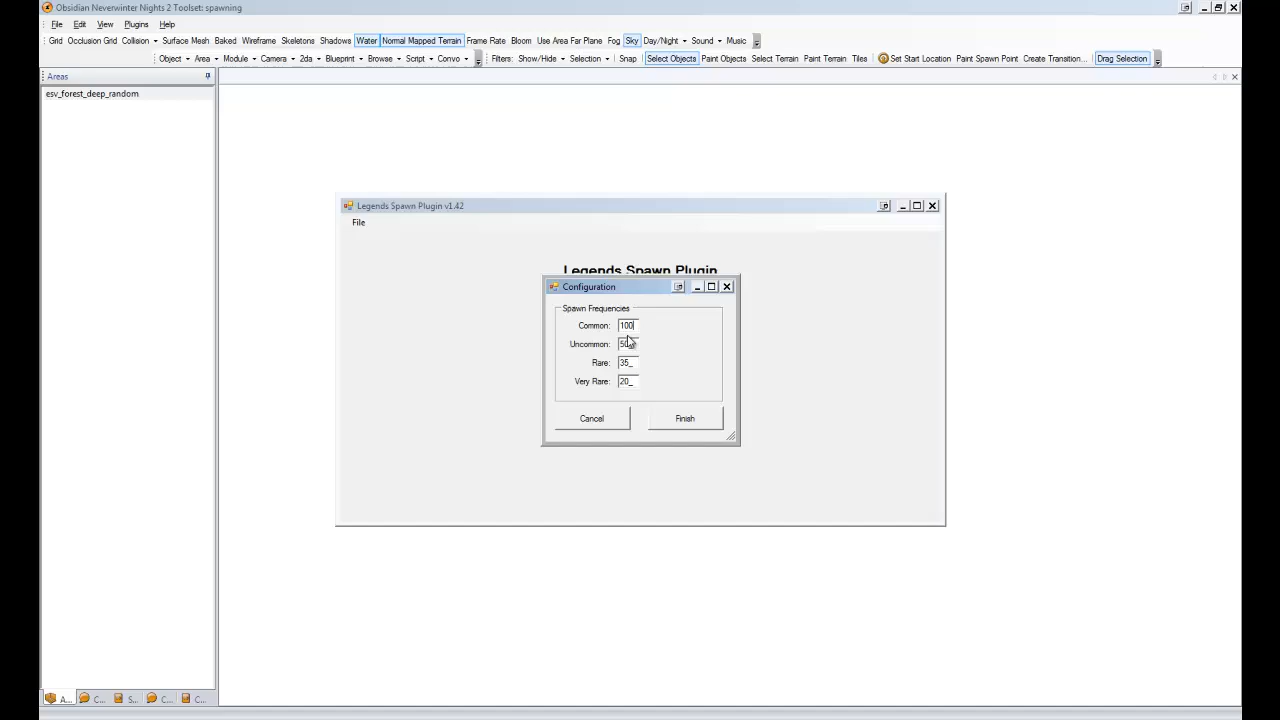 Obsidian Neverwinter Nights 2 Toolset: spawning
File Edit View Plugins Help
Grid Occlusion Grid Collision Surface Mesh Baked Wireframe Skeletons Shadows Water Normal Mapped Terrain Frame Rate Bloom Use Area Far Plane Fog Sky Day/Night Sound Music
Object Area Module Camera 2da Blueprint Browse Script Convo Filters: Show/Hide Selection Snap Select Objects Paint Objects Select Terrain Paint Terrain Tiles Set Start Location Paint Spawn Point Create Transition... Drag Selection
Areas
esv_forest_deep_random
Legends Spawn Plugin v1.42
File
Legends Spawn Plugin
Configuration
Spawn Frequencies
Common: 100
Uncommon:
Rare: 35_
Very Rare: 20_
Cancel Finish
A... C... S... C... C...